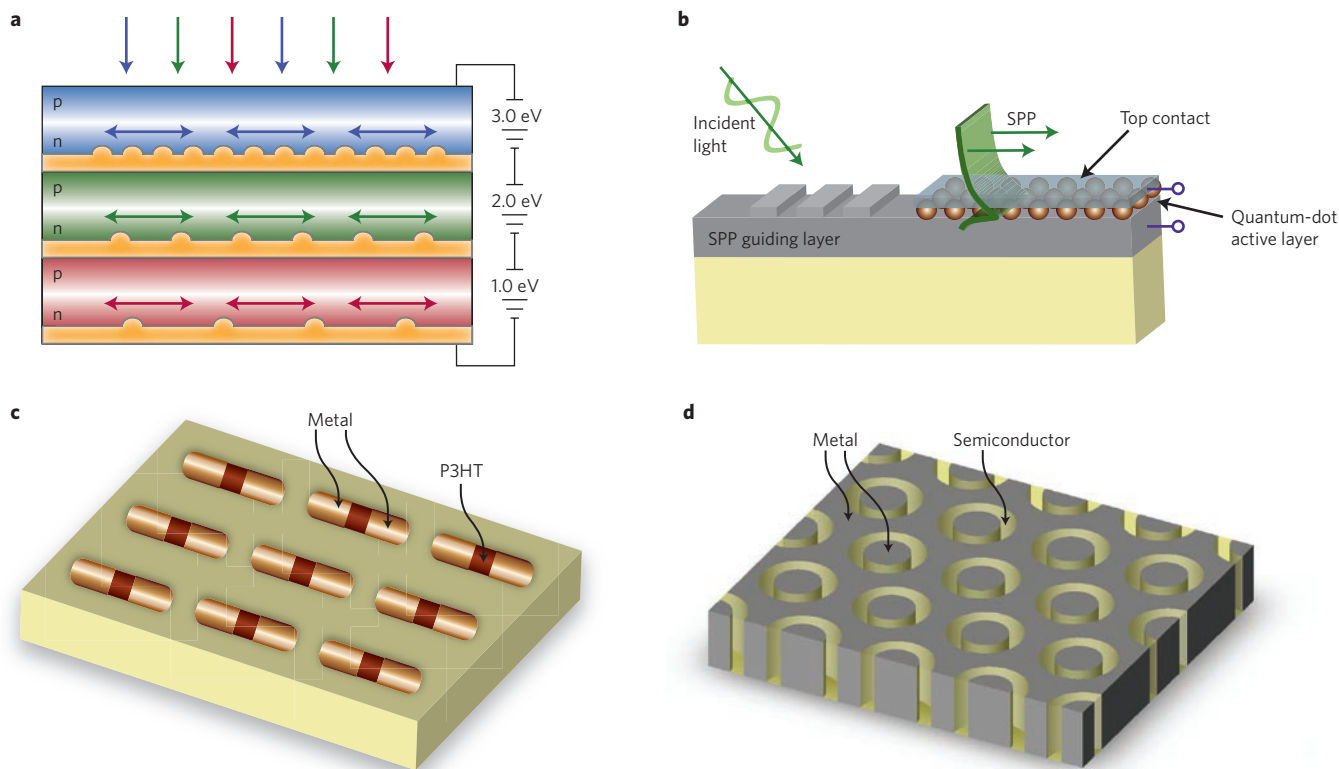 a
p
n
3.0 eV
p
n
2.0 eV
p
n
1.0 eV
b
Incident
light
SPP
Top contact
SPP guiding layer
Quantum-dot
active layer
c
Metal
P3HT
d
Metal
Semiconductor